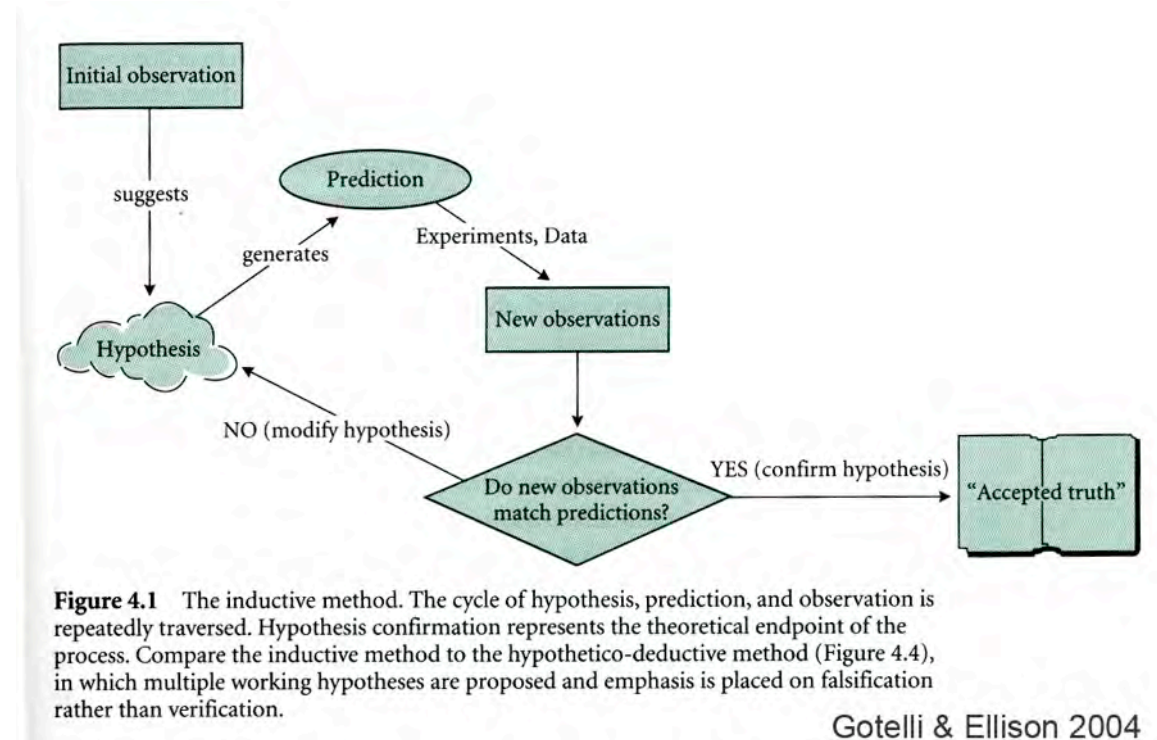 Initial observation
suggests
Prediction
Experiments, Data
generates
New observations
Hypothesis
NO (modify hypothesis)
YES (confirm hypothesis)
Do new observations
match predictions?
“Accepted truth”
Figure 4.1 The inductive method. The cycle of hypothesis, prediction, and observation is
repeatedly traversed. Hypothesis confirmation represents the theoretical endpoint of the
process. Compare the inductive method to the hypothetico-deductive method (Figure 4.4),
in which multiple working hypotheses are proposed and emphasis is placed on falsification
rather than verification.
Gotelli & Ellison 2004